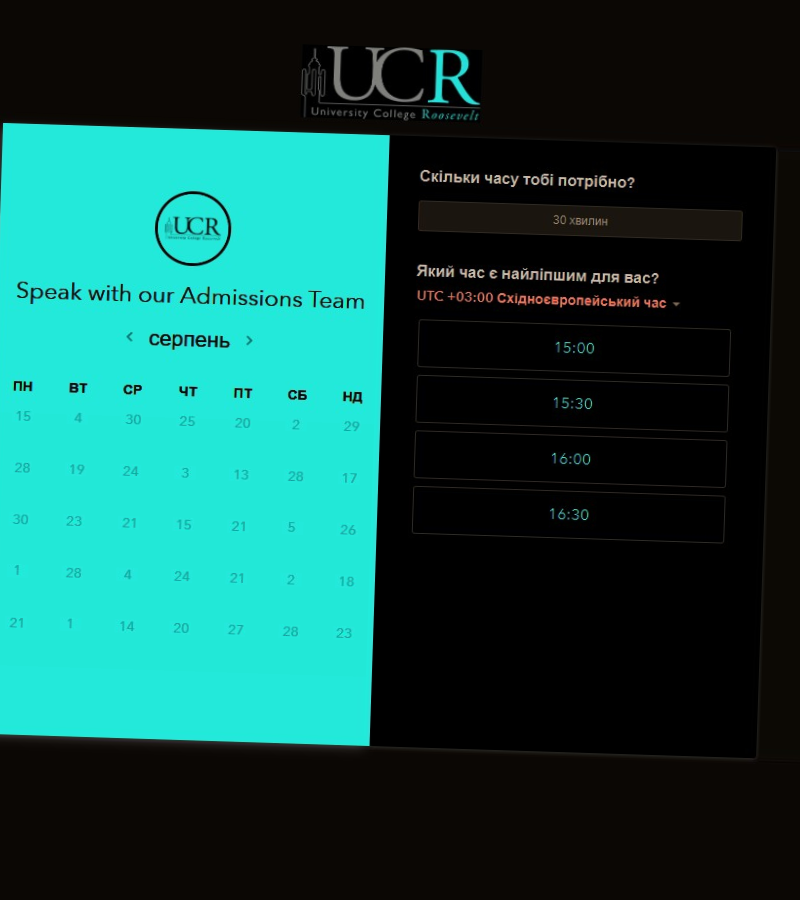 UCR
University College Roosevelt
UCR
Speak with our Admissions Team
серпень
ПН ВТ СР ЧТ ПТ СБ НД
15 4 30 25 20 2 29
28 19 24 3 13 28 17
30 23 21 15 21 5 26
1 28 4 24 21 2 18
21 1 14 20 27 28 23
Скільки часу тобі потрібно?
30 хвилин
Який час є найліпшим для вас?
UTC +03:00 Східноєвропейський час
15:00
15:30
16:00
16:30